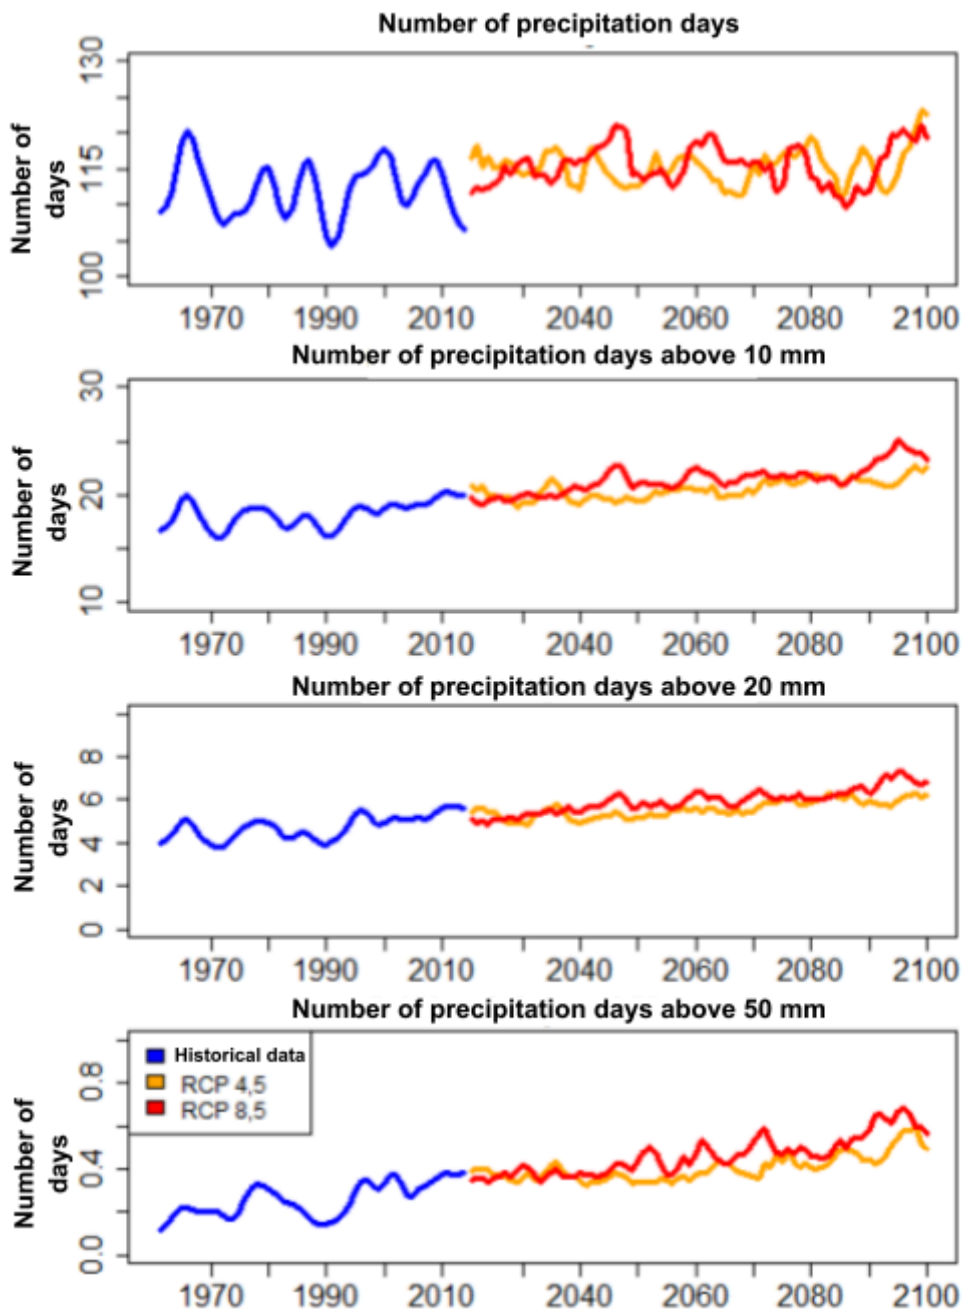 Number of precipitation days
Number of
days
130
115
100
1970 1990 2010 2040 2060 2080 2100
Number of precipitation days above 10 mm
Number of
days
30
20
10
1970 1990 2010 2040 2060 2080 2100
Number of precipitation days above 20 mm
Number of
days
8
6
4
2
0
1970 1990 2010 2040 2060 2080 2100
Number of precipitation days above 50 mm
Number of
days
0.8
0.4
0.0
Historical data
RCP 4,5
RCP 8,5
1970 1990 2010 2040 2060 2080 2100